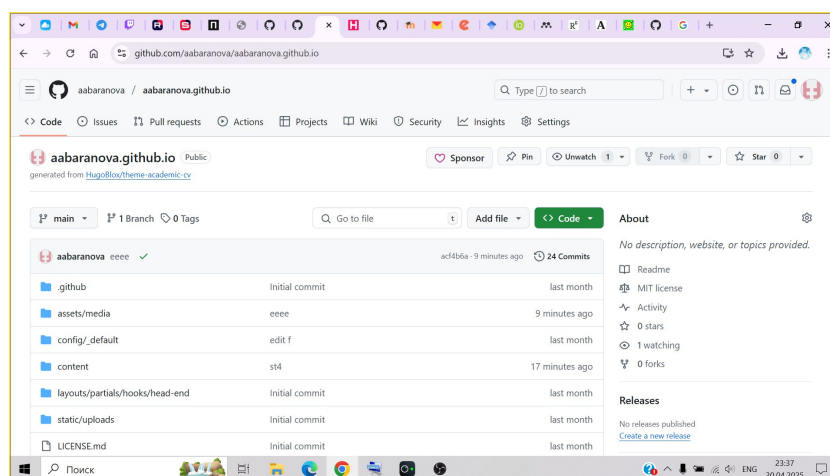 github.com/aabaranova/aabaranova.github.io
aabaranova / aabaranova.github.io
Type / to search
<> Code Issues Pull requests Actions Projects Wiki Security Insights Settings
aabaranova.github.io Public
Sponsor Pin Unwatch 1 Fork 0 Star 0
generated from HugoBlox/theme-academic-cv
main 1 Branch 0 Tags Go to file t Add file <> Code
About
No description, website, or topics provided.
aabaranova eeee acf4b6a · 9 minutes ago 24 Commits
.github Initial commit last month
assets/media eeee 9 minutes ago
config/_default edit f last month
content st4 17 minutes ago
layouts/partials/hooks/head-end Initial commit last month
static/uploads Initial commit last month
LICENSE.md Initial commit last month
Readme
MIT license
Activity
0 stars
1 watching
0 forks
Releases
No releases published
Create a new release
Поиск
ENG
23:37
30.04.2025